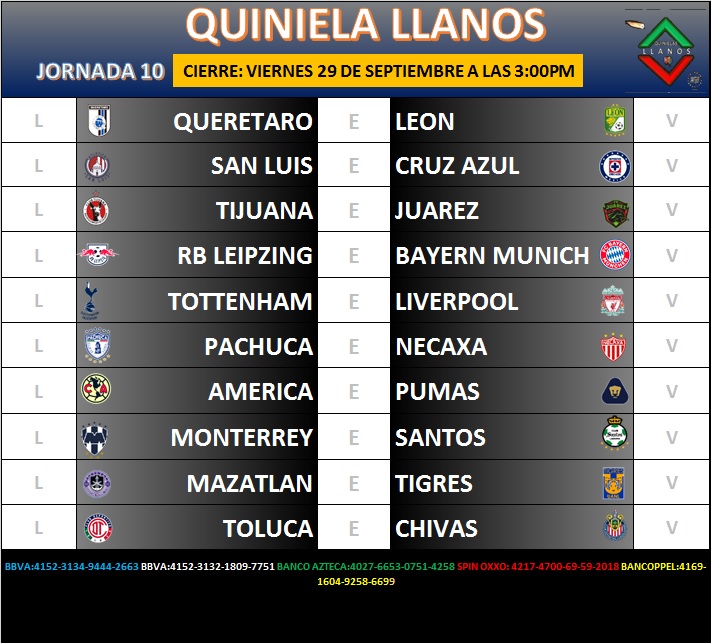 QUINIELA LLANOS
QUINIELAS
LLANOS
JORNADA 10 CIERRE: VIERNES 29 DE SEPTIEMBRE A LAS 3:00PM
L QUERETARO E LEON V
L SAN LUIS E CRUZ AZUL V
L TIJUANA E JUAREZ V
L RB LEIPZING E BAYERN MUNICH V
L TOTTENHAM E LIVERPOOL V
L PACHUCA E NECAXA V
L AMERICA E PUMAS V
L MONTERREY E SANTOS V
L MAZATLAN E TIGRES V
L TOLUCA E CHIVAS V
BBVA:4152-3134-9444-2663 BBVA:4152-3132-1809-7751 BANCO AZTECA:4027-6653-0751-4258 SPIN OXXO: 4217-4700-69-59-2018 BANCOPPEL:4169-
1604-9258-6699